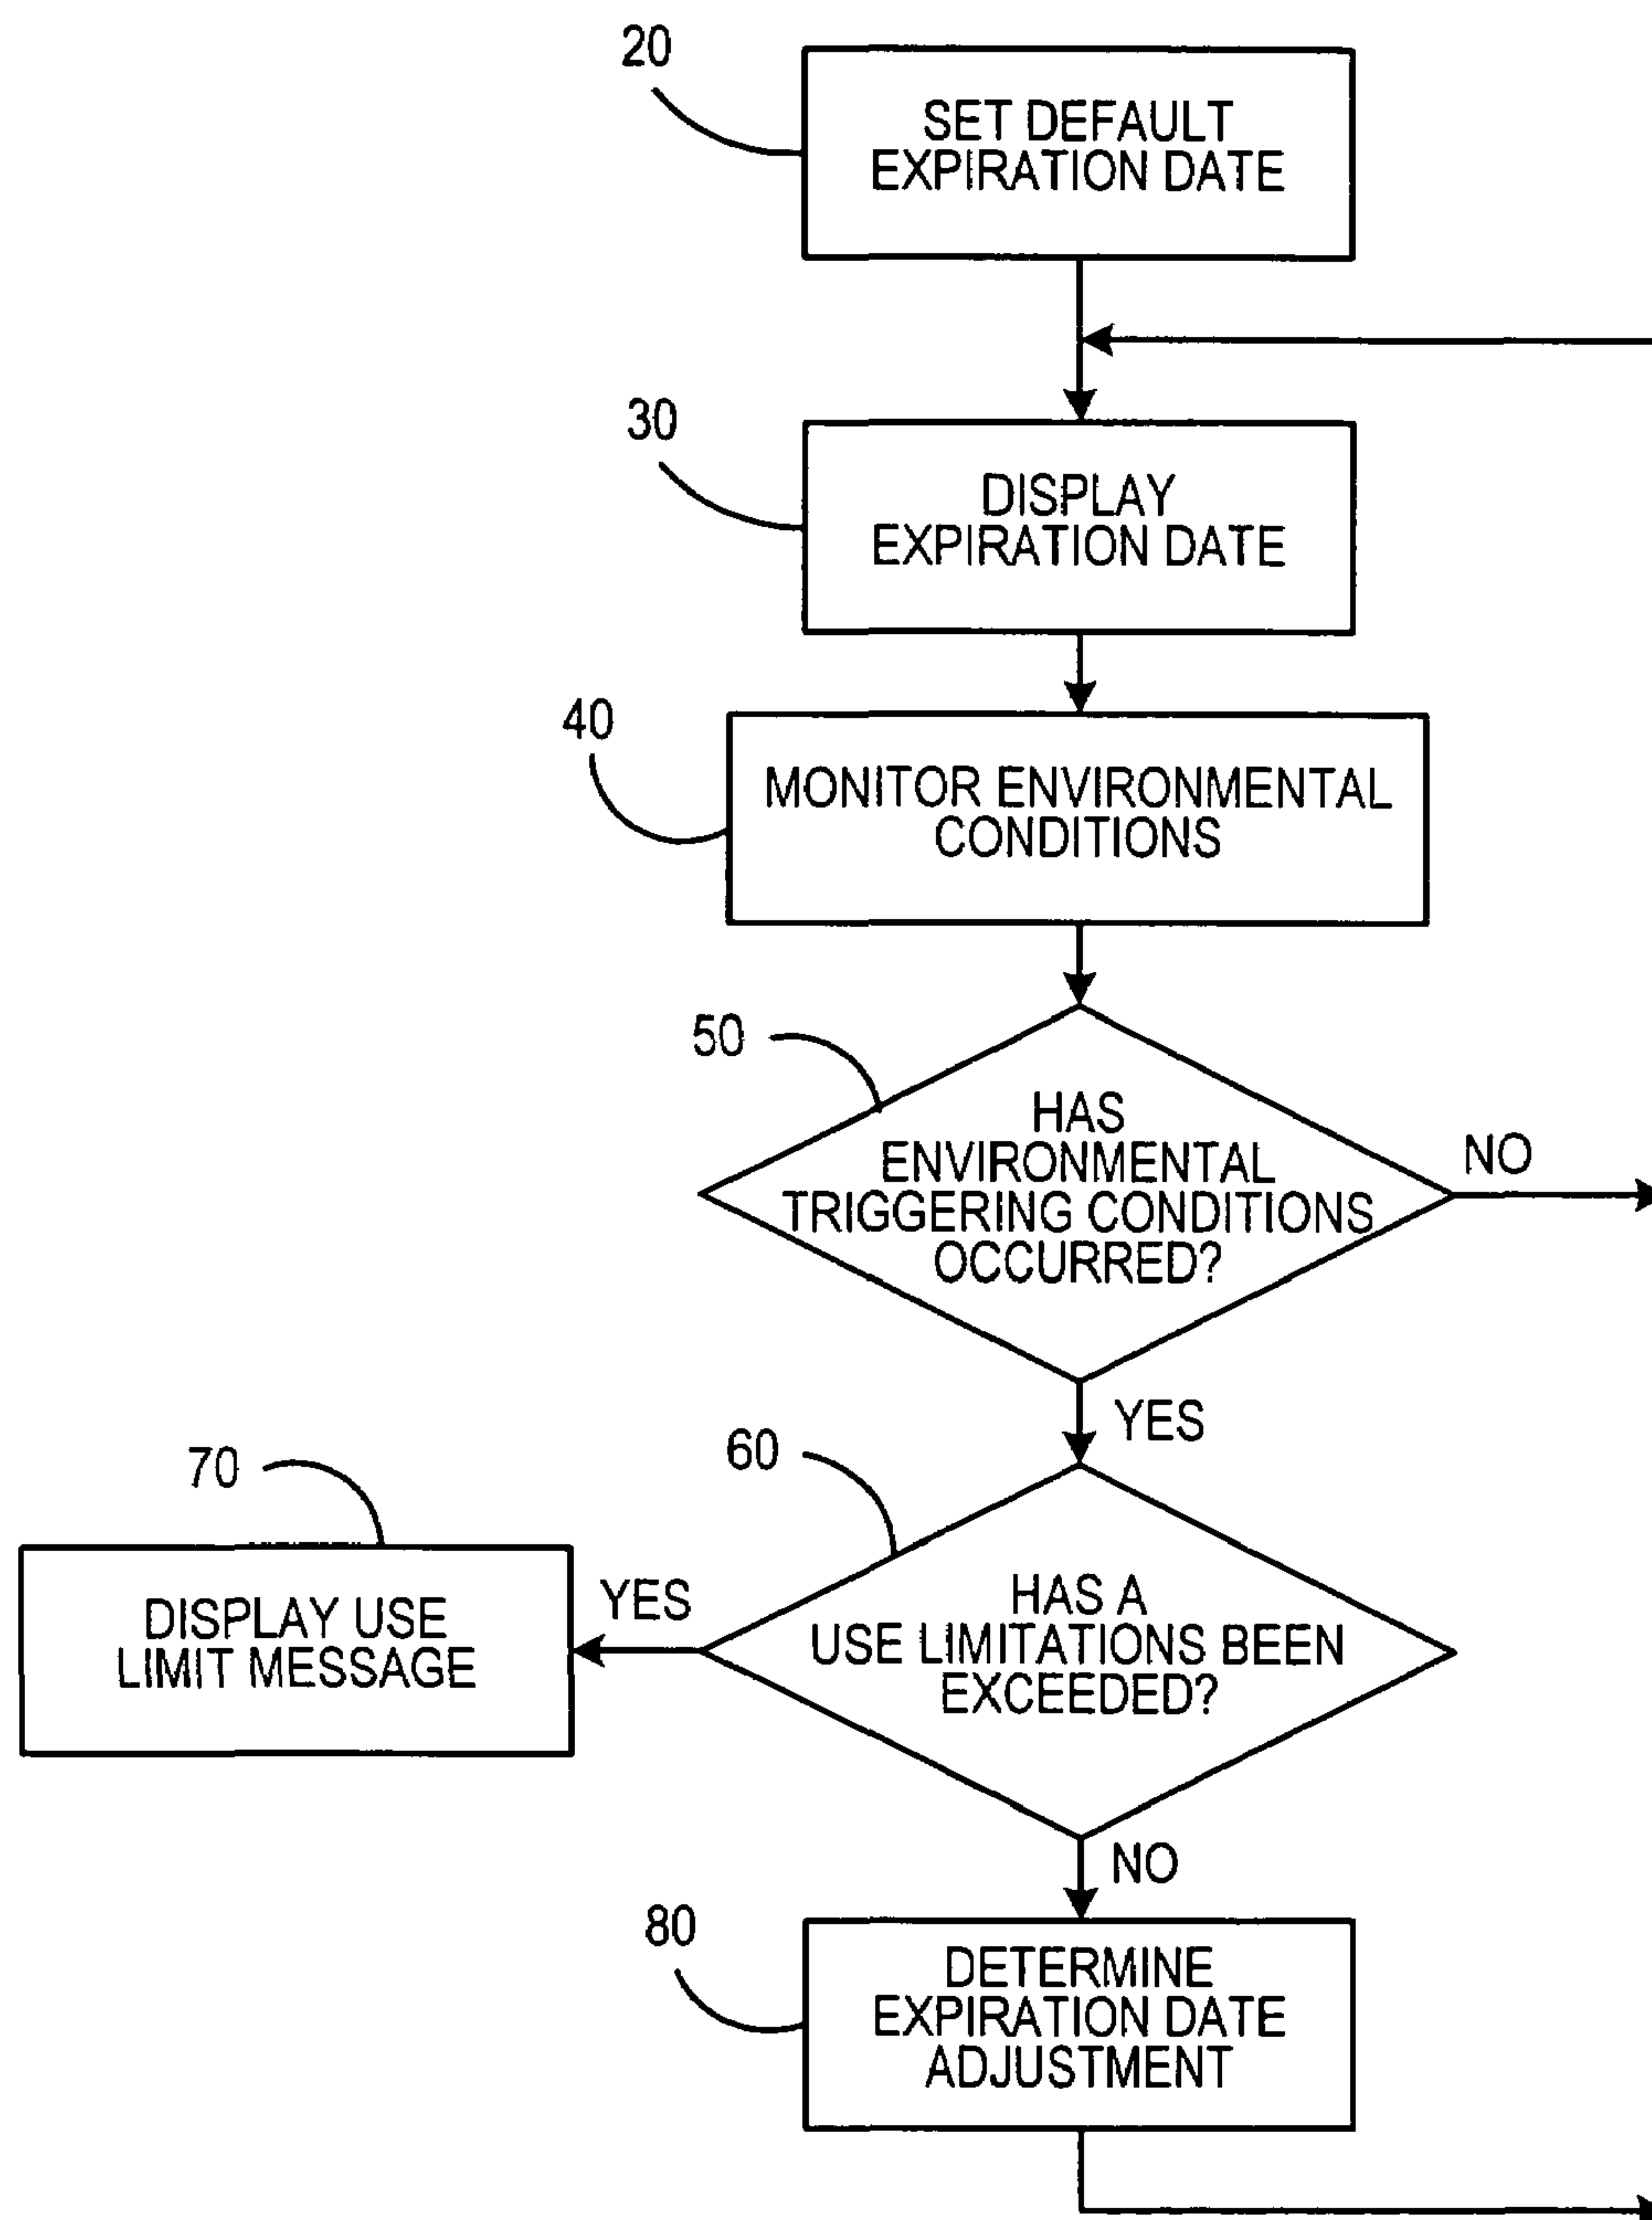 20
SET DEFAULT
EXPIRATION DATE
30
DISPLAY
EXPIRATION DATE
40
MONITOR ENVIRONMENTAL
CONDITIONS
50
HAS
ENVIRONMENTAL
TRIGGERING CONDITIONS
OCCURRED?
NO
YES
60
HAS A
USE LIMITATIONS BEEN
EXCEEDED?
YES
70
DISPLAY USE
LIMIT MESSAGE
NO
80
DETERMINE
EXPIRATION DATE
ADJUSTMENT